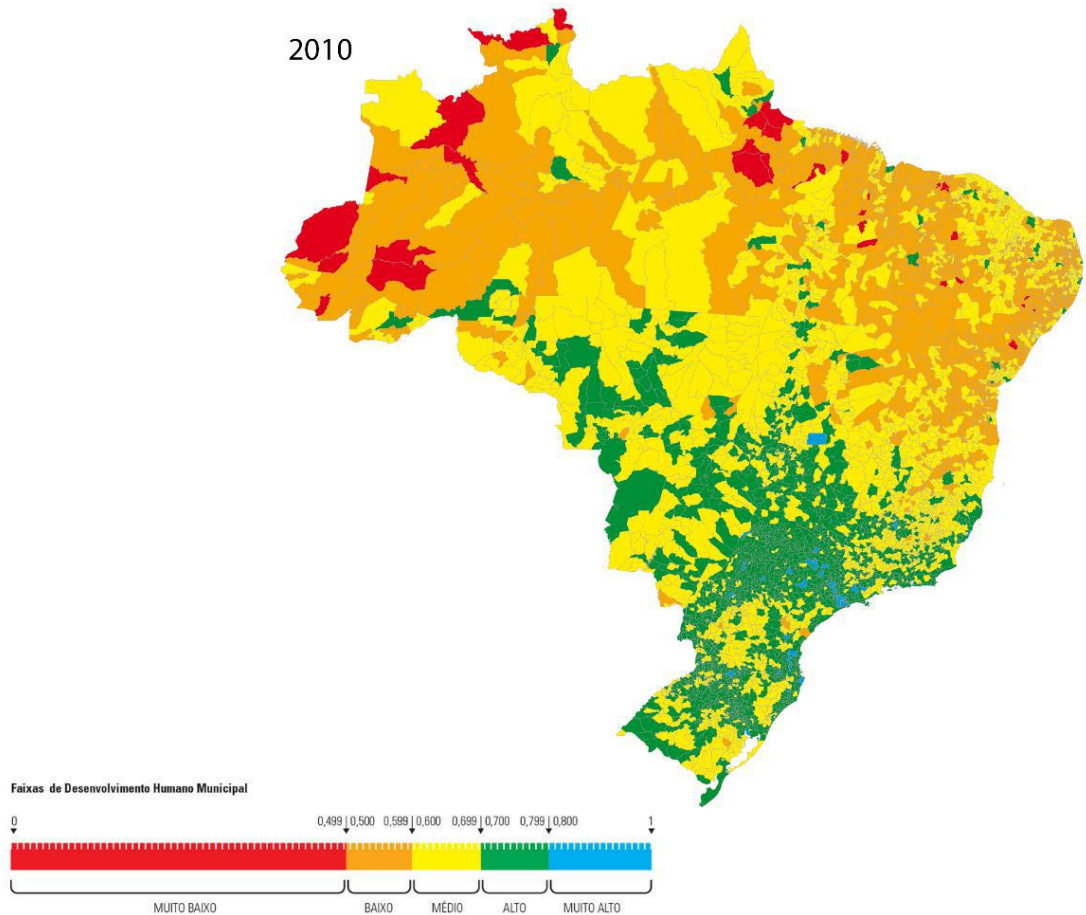 2010
Faixas de Desenvolvimento Humano Municipal
0 0,499 | 0,500 0,599 | 0,600 0,699 | 0,700 0,799 | 0,800 1
MUITO BAIXO BAIXO MÉDIO ALTO MUITO ALTO